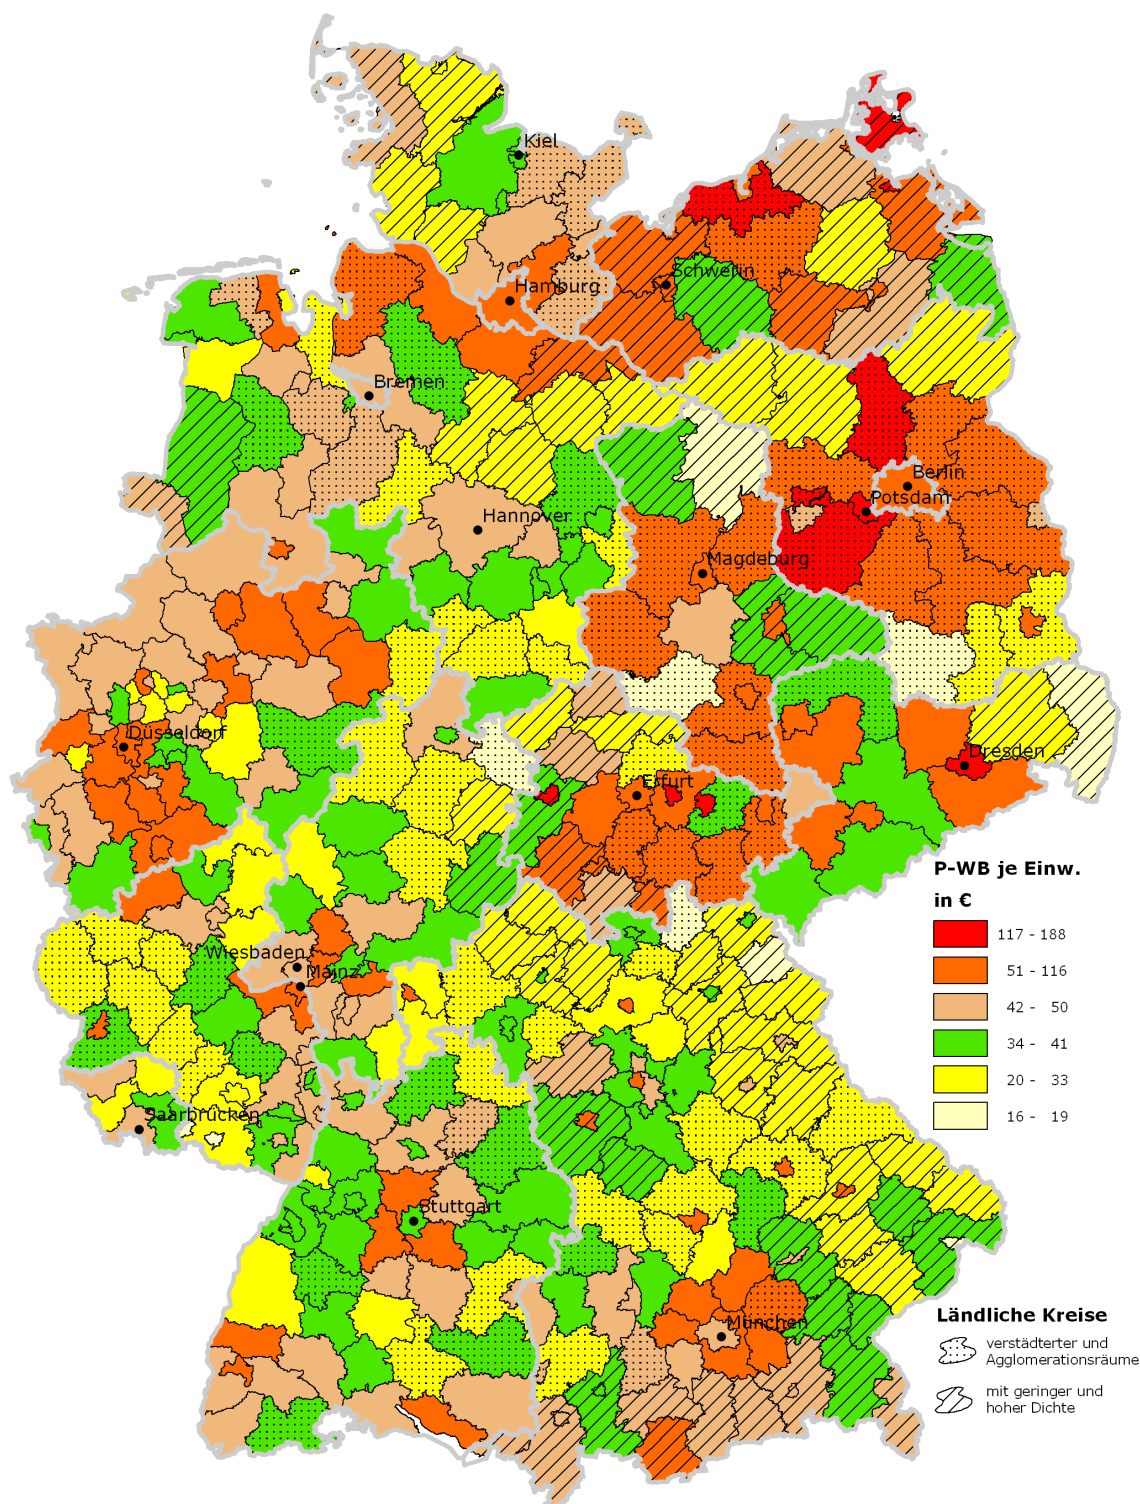 Kiel
Schwerin
Hamburg
Bremen
Berlin
Potsdam
Hannover
Magdeburg
Düsseldorf
Dresden
Erfurt
Wiesbaden
Mainz
Saarbrücken
Stuttgart
München
P-WB je Einw.
in €
117 - 188
51 - 116
42 - 50
34 - 41
20 - 33
16 - 19
Ländliche Kreise
verstädterter und
Agglomerationsräume
mit geringer und
hoher Dichte